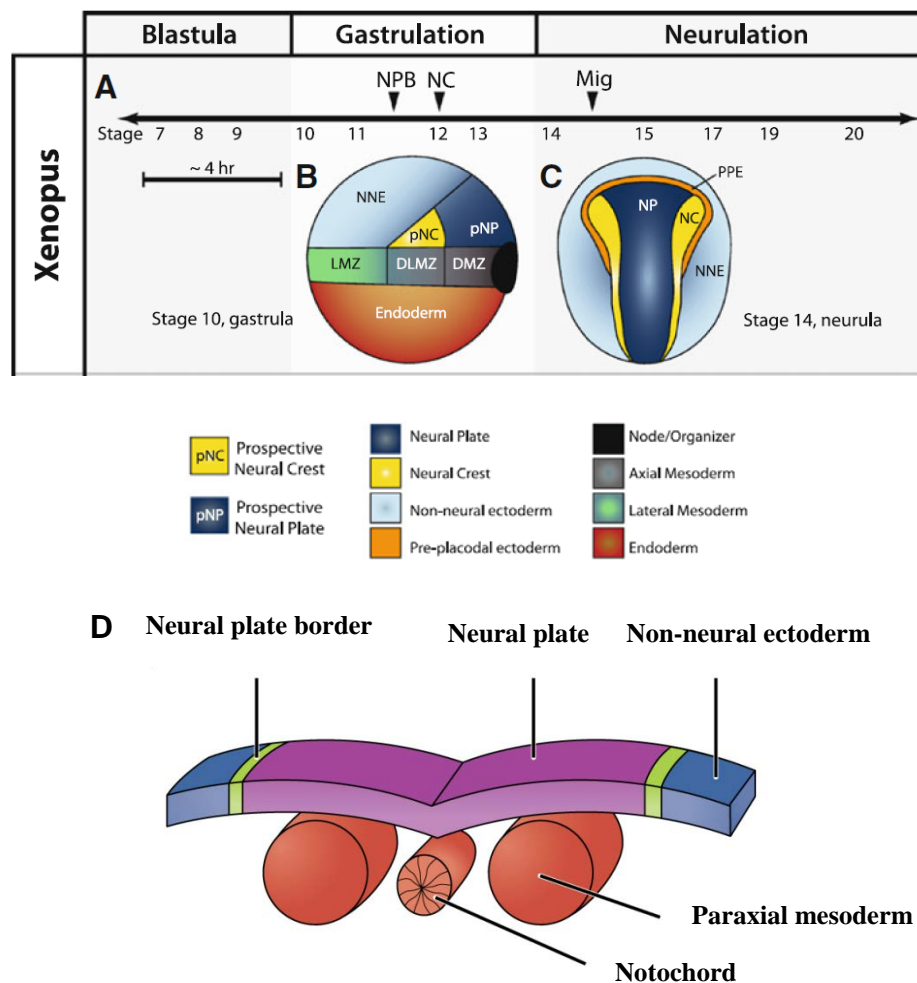 Blastula Gastrulation Neurulation
Xenopus
A
NPB NC Mig
Stage 7 8 9 10 11 12 13 14 15 17 19 20
~ 4 hr
B
NNE
pNC
pNP
LMZ DLMZ DMZ
Endoderm
Stage 10, gastrula
C
PPE
NP
NC
NNE
Stage 14, neurula
pNC Prospective
Neural Crest
pNP Prospective
Neural Plate
Neural Plate
Neural Crest
Non-neural ectoderm
Pre-placodal ectoderm
Node/Organizer
Axial Mesoderm
Lateral Mesoderm
Endoderm
D Neural plate border Neural plate Non-neural ectoderm
Paraxial mesoderm
Notochord